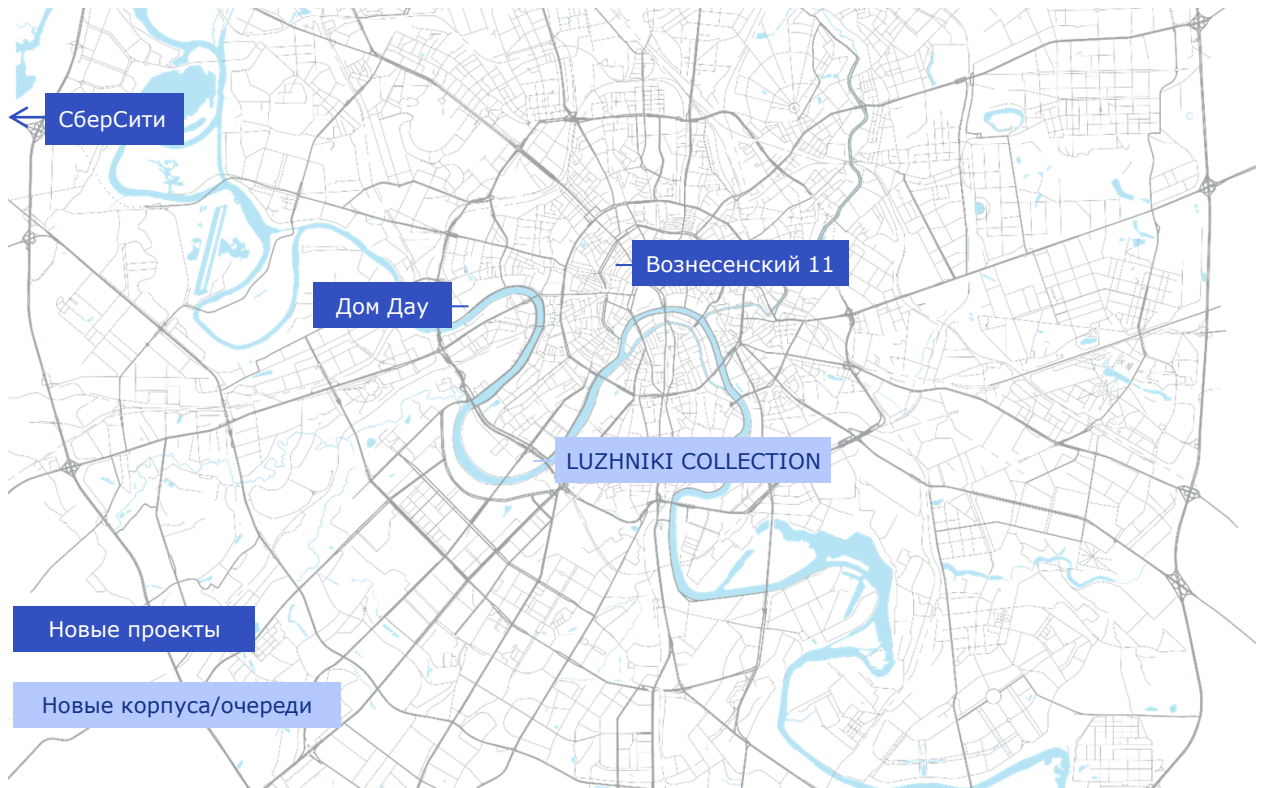 СберСити
Вознесенский 11
Дом Дау
LUZHNIKI COLLECTION
Новые проекты
Новые корпуса/очереди